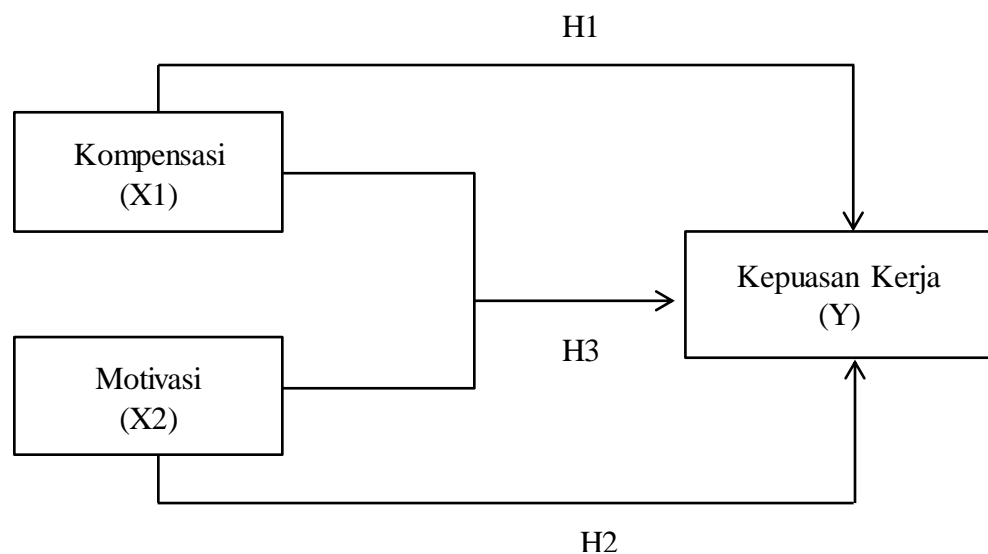 H1
Kompensasi
(X1)
Kepuasan Kerja
(Y)
H3
Motivasi
(X2)
H2